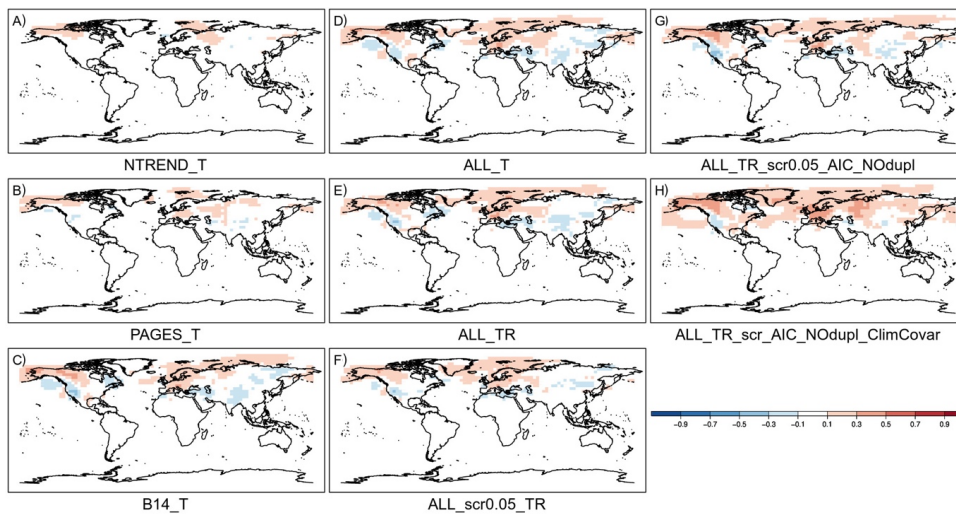 A)
NTREND_T
D)
ALL_T
G)
ALL_TR_scr0.05_AIC_NOdupl
B)
PAGES_T
E)
ALL_TR
H)
ALL_TR_scr_AIC_NOdupl_ClimCovar
C)
B14_T
F)
ALL_scr0.05_TR
−0.9 −0.7 −0.5 −0.3 −0.1 0.1 0.3 0.5 0.7 0.9